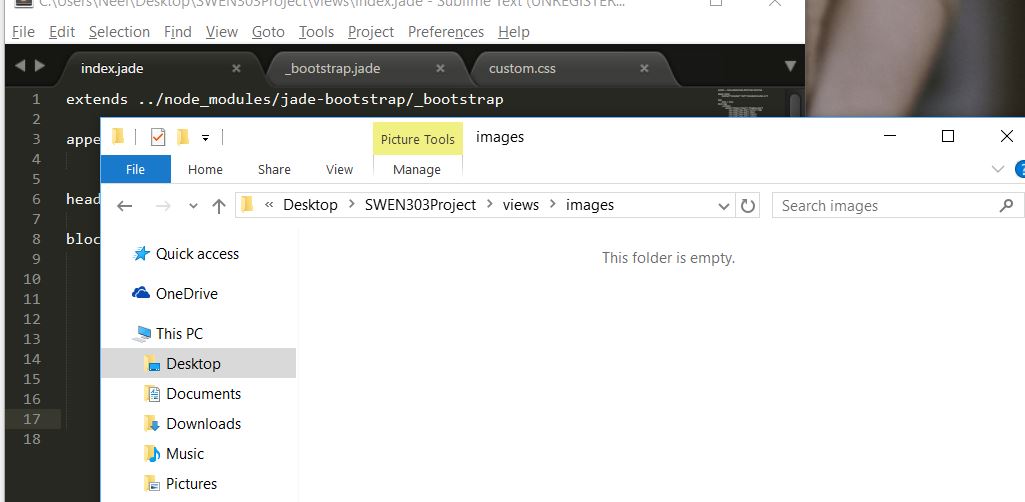 C:\Users\Neel\Desktop\SWEN303Project\views\index.jade - Sublime Text (UNREGISTER...
File Edit Selection Find View Goto Tools Project Preferences Help
index.jade × _bootstrap.jade × custom.css ×
1 extends ../node_modules/jade-bootstrap/_bootstrap
2
3 appe
4
5
6 head
7
8 bloc
9
10
11
12
13
14
15
16
17
18
Picture Tools images
File Home Share View Manage
« Desktop > SWEN303Project > views > images
Search images
Quick access
OneDrive
This PC
Desktop
Documents
Downloads
Music
Pictures
This folder is empty.